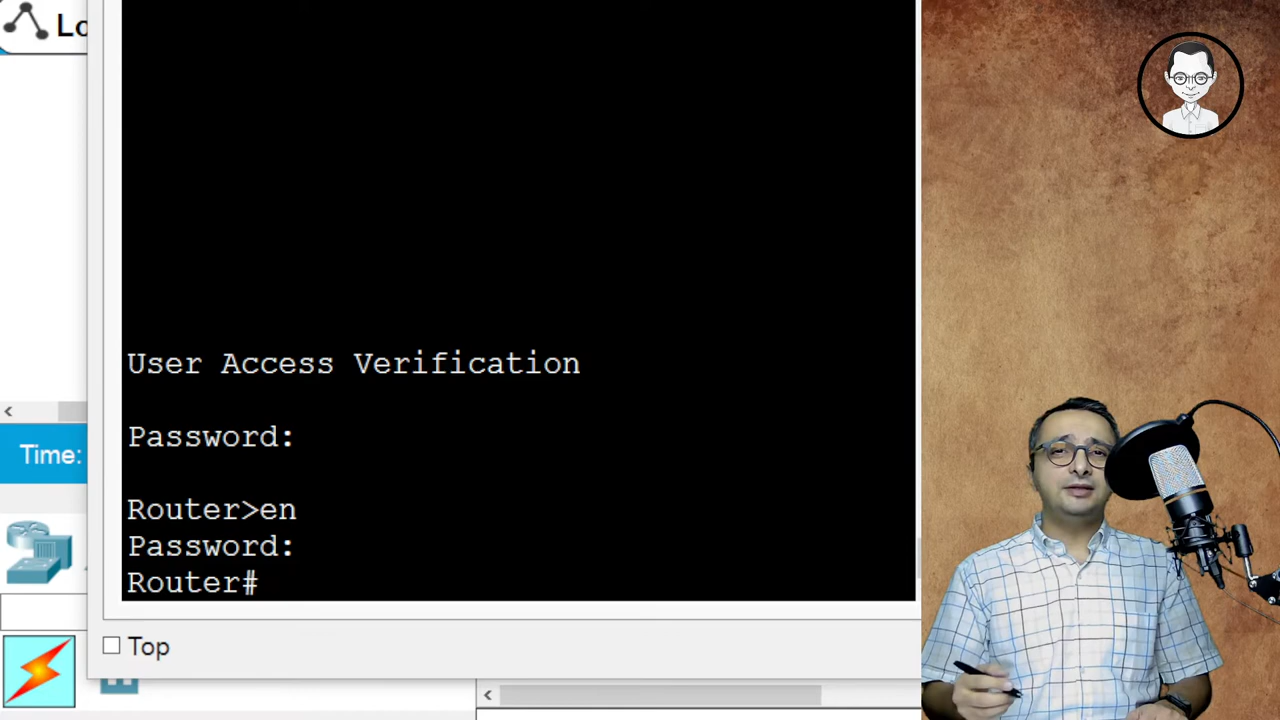 Lo
User Access Verification
Password:
Router>en
Password:
Router#
Time:
Top